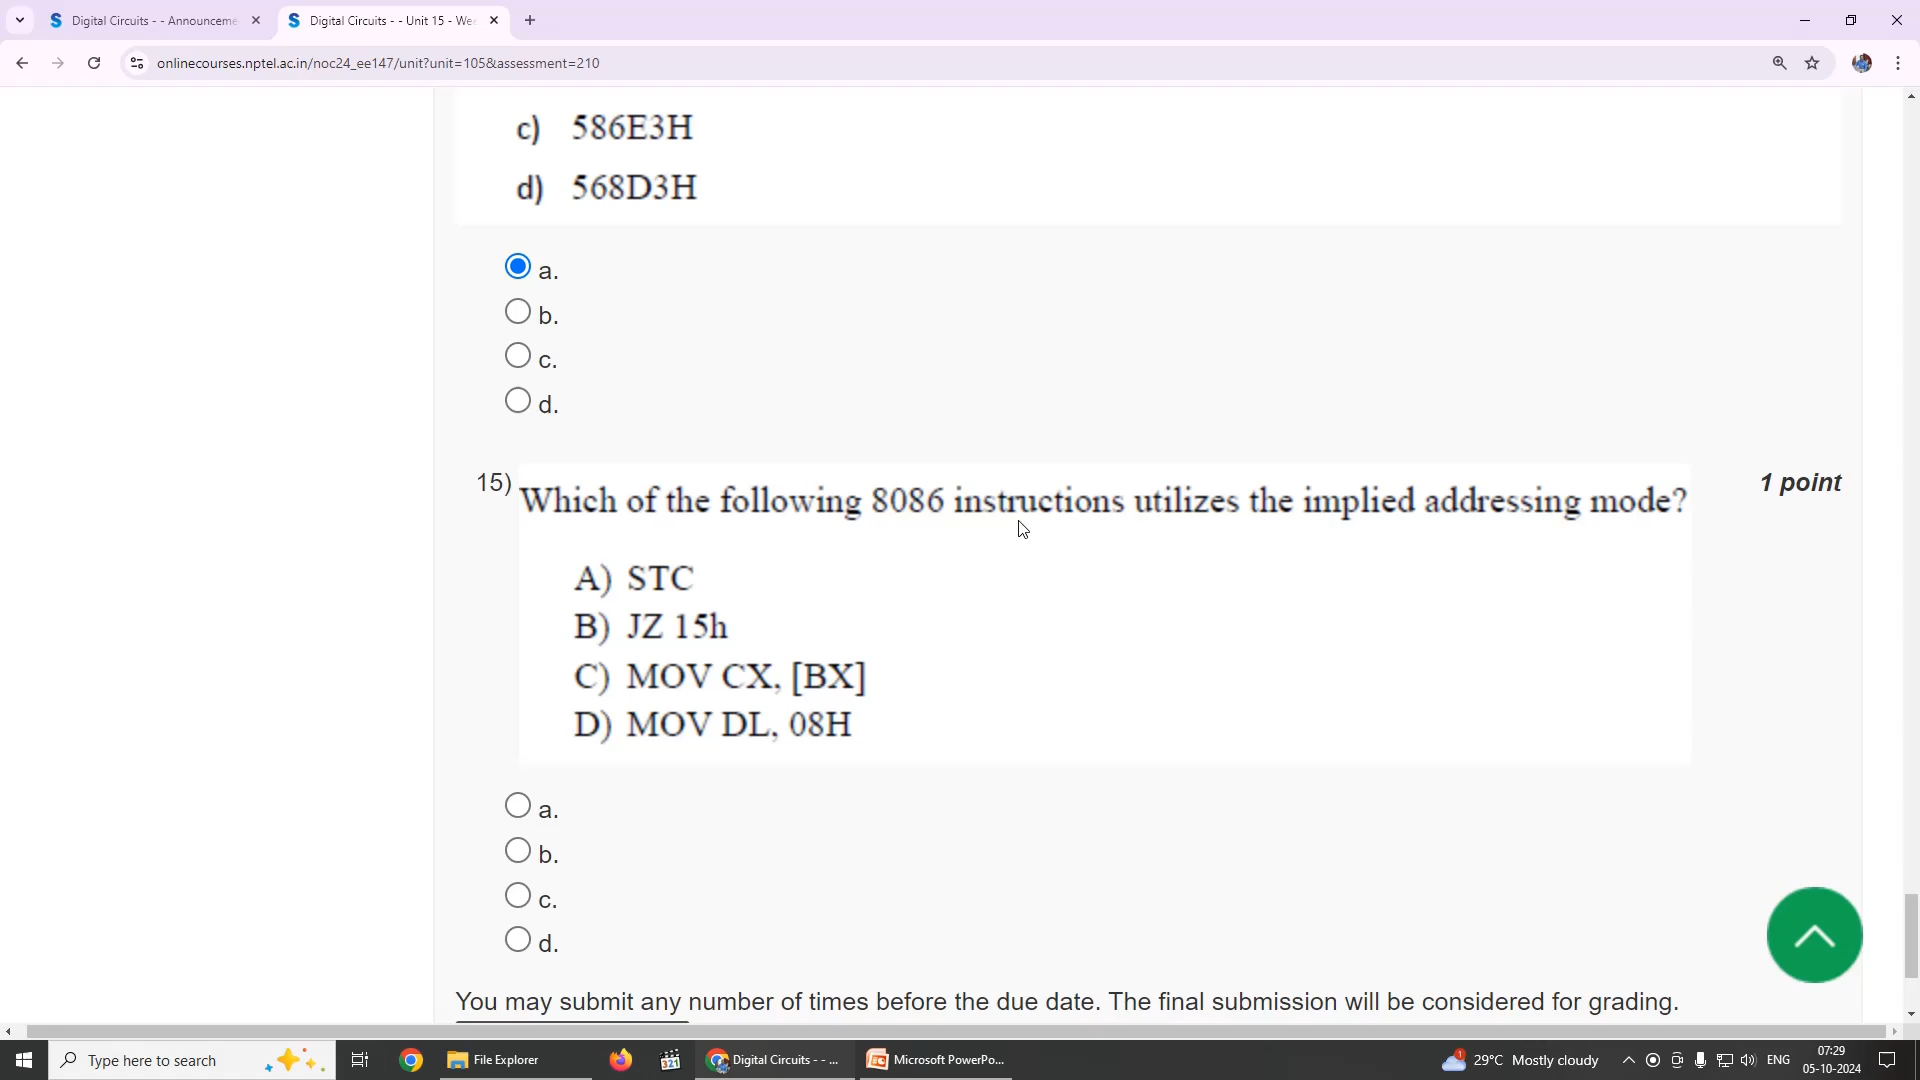 Digital Circuits - - Announceme
Digital Circuits - - Unit 15 - Wee
onlinecourses.nptel.ac.in/noc24_ee147/unit?unit=105&assessment=210
c) 586E3H
d) 568D3H
a.
b.
c.
d.
15) Which of the following 8086 instructions utilizes the implied addressing mode? 1 point
A) STC
B) JZ 15h
C) MOV CX, [BX]
D) MOV DL, 08H
a.
b.
c.
d.
You may submit any number of times before the due date. The final submission will be considered for grading.
Type here to search
File Explorer
321
Digital Circuits - - ...
Microsoft PowerPo...
1
29°C Mostly cloudy
ENG
07:29
05-10-2024